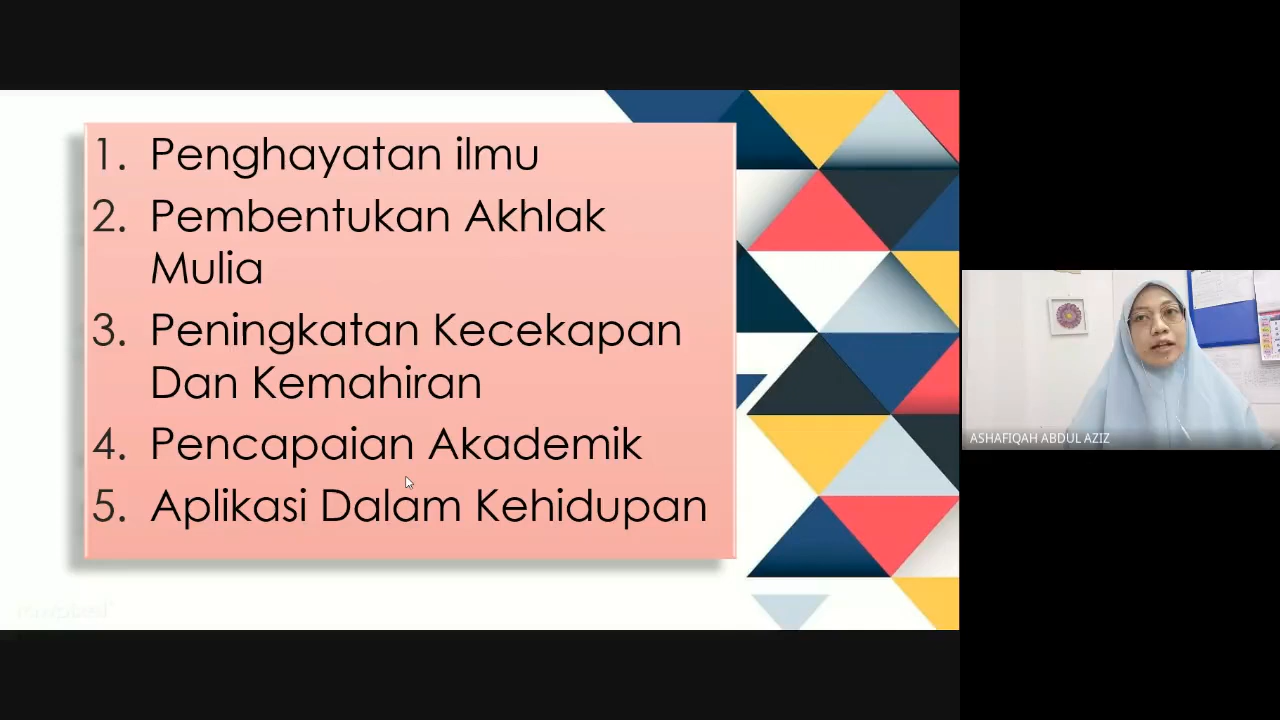 1. Penghayatan ilmu
2. Pembentukan Akhlak
Mulia
3. Peningkatan Kecekapan
Dan Kemahiran
4. Pencapaian Akademik
5. Aplikasi Dalam Kehidupan
ASHAFIQAH ABDUL AZIZ